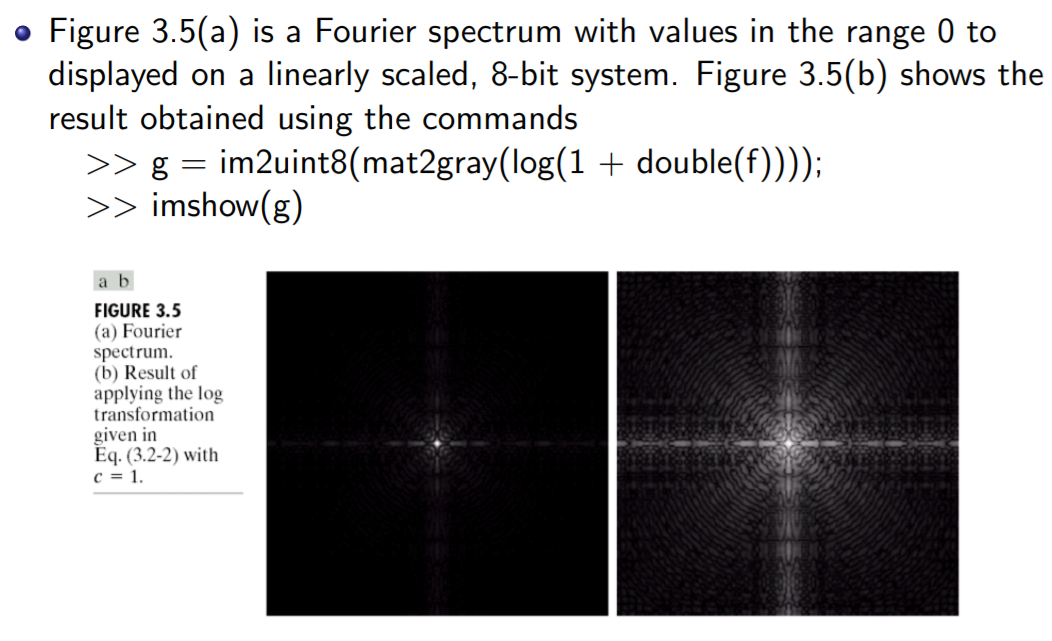 Figure 3.5(a) is a Fourier spectrum with values in the range 0 to
displayed on a linearly scaled, 8-bit system. Figure 3.5(b) shows the
result obtained using the commands
>> g = im2uint8(mat2gray(log(1 + double(f))));
>> imshow(g)
a b
FIGURE 3.5
(a) Fourier
spectrum.
(b) Result of
applying the log
transformation
given in
Eq. (3.2-2) with
c = 1.